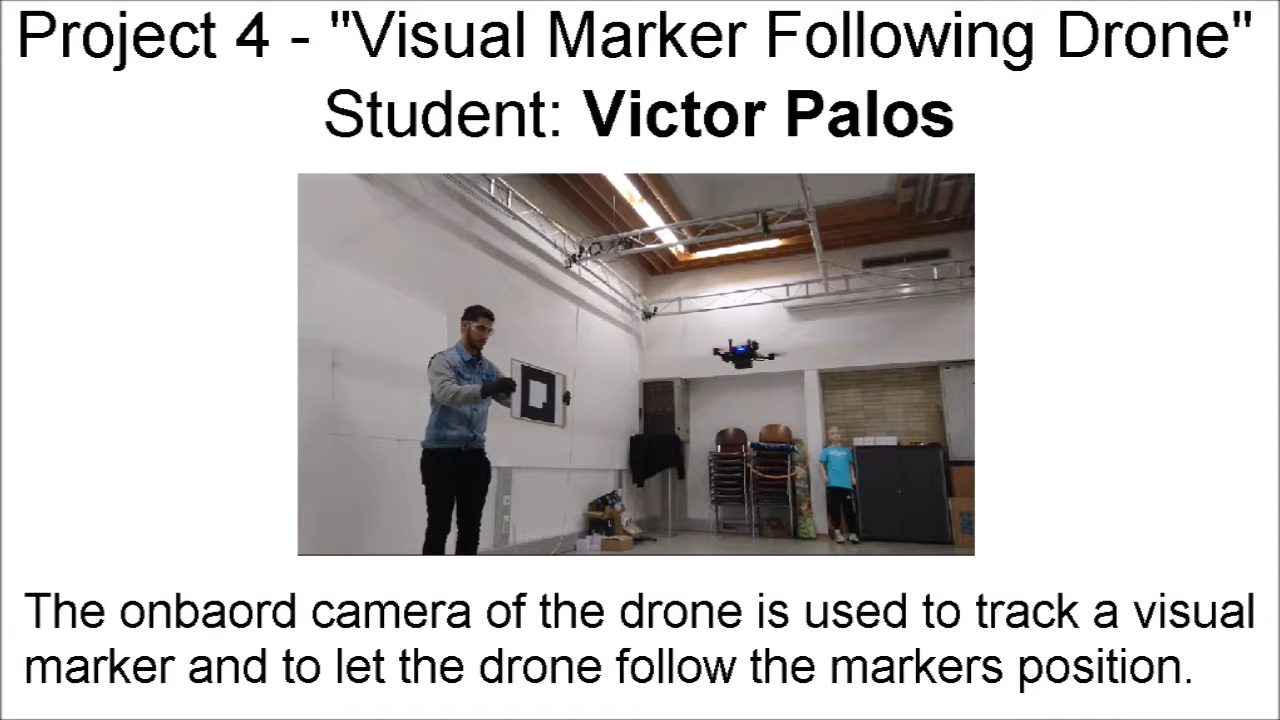 Project 4 - "Visual Marker Following Drone"
Student: Victor Palos
The onbaord camera of the drone is used to track a visual
marker and to let the drone follow the markers position.